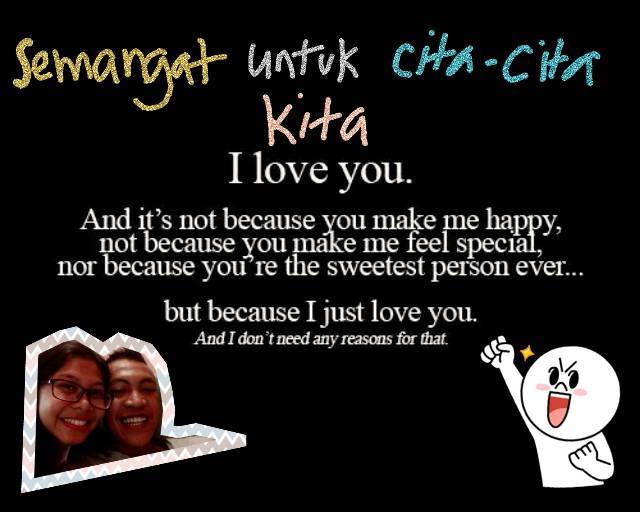 Semangat untuk cita-cita
kita
I love you.
And it's not because you make me happy,
not because you make me feel special,
nor because you're the sweetest person ever...
but because I just love you.
And I don't need any reasons for that.